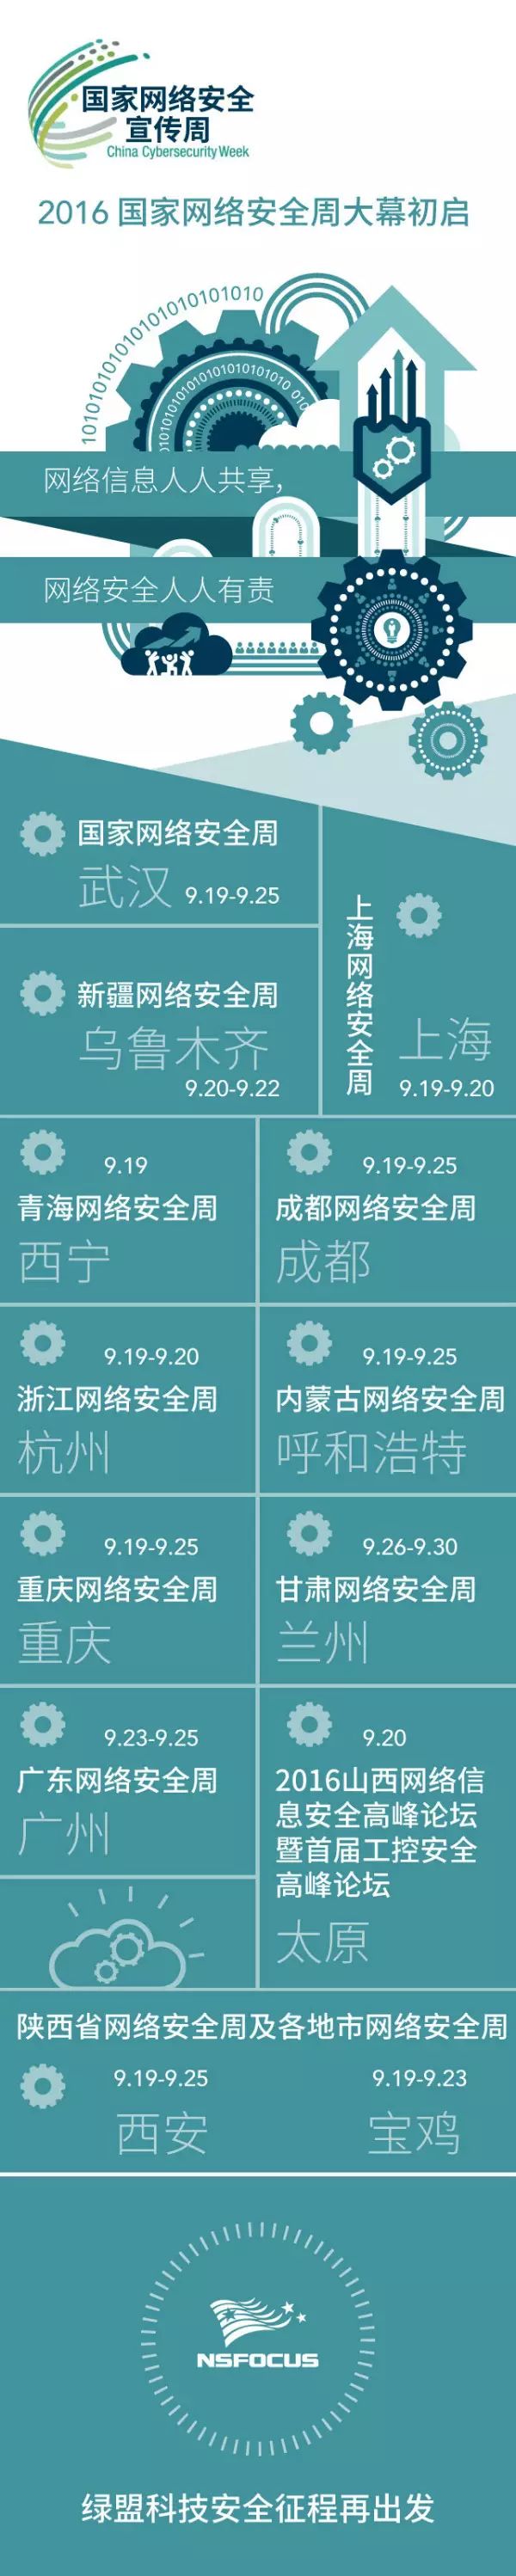 国家网络安全
宣传周
China Cybersecurity Week
2016 国家网络安全周大幕初启
网络信息人人共享,
网络安全人人有责
国家网络安全周
武汉 9.19-9.25
新疆网络安全周
乌鲁木齐
9.20-9.22
上海网络安全周
上海
9.19-9.20
9.19
青海网络安全周
西宁
9.19-9.25
成都网络安全周
成都
9.19-9.20
浙江网络安全周
杭州
9.19-9.25
内蒙古网络安全周
呼和浩特
9.19-9.25
重庆网络安全周
重庆
9.26-9.30
甘肃网络安全周
兰州
9.23-9.25
广东网络安全周
广州
9.20
2016山西网络信
息安全高峰论坛
暨首届工控安全
高峰论坛
太原
陕西省网络安全周及各地市网络安全周
9.19-9.25
西安
9.19-9.23
宝鸡
NSFOCUS
绿盟科技安全征程再出发